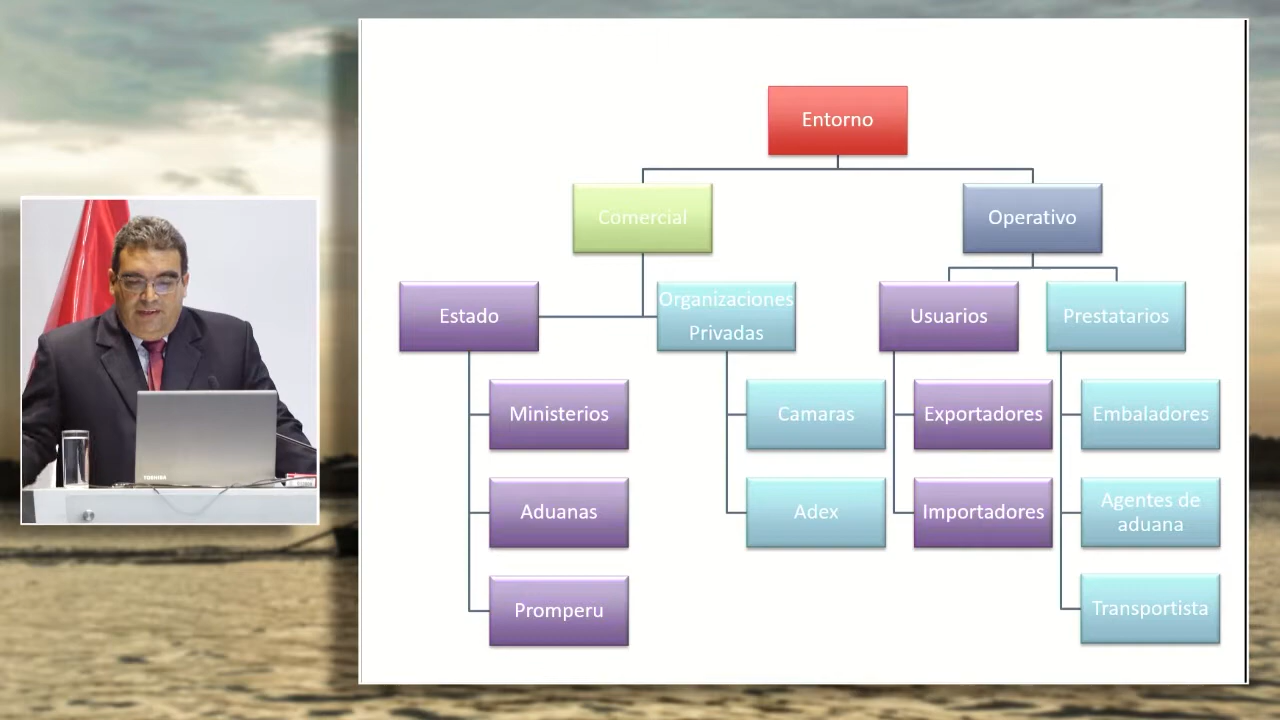 Entorno
Comercial
Operativo
Estado
Organizaciones
Privadas
Usuarios
Prestatarios
Ministerios
Camaras
Exportadores
Embaladores
Aduanas
Adex
Importadores
Agentes de
aduana
Promperu
Transportista
TOSHIBA